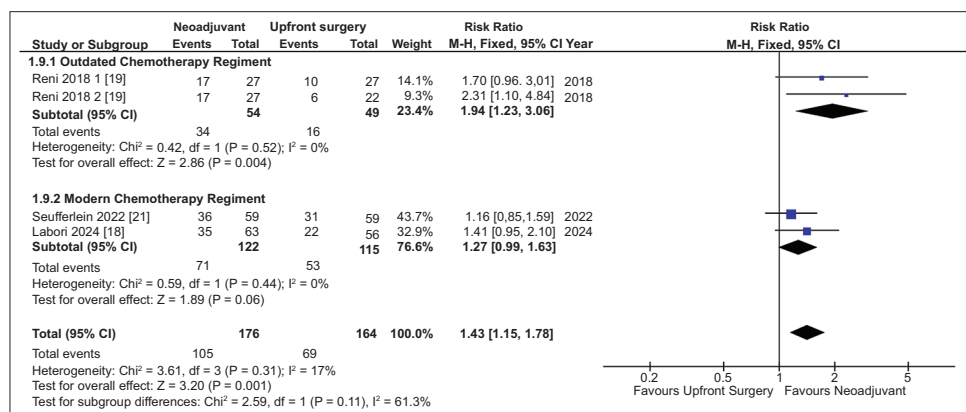 Neoadjuvant Upfront surgery Risk Ratio Risk Ratio
Study or Subgroup Events Total Events Total Weight M-H, Fixed, 95% CI Year M-H, Fixed, 95% CI
1.9.1 Outdated Chemotherapy Regiment
Reni 2018 1 [19] 17 27 10 27 14.1% 1.70 [0.96. 3,01] 2018
Reni 2018 2 [19] 17 27 6 22 9.3% 2.31 [1.10, 4.84] 2018
Subtotal (95% CI) 54 49 23.4% 1.94 [1.23, 3.06]
Total events 34 16
Heterogeneity: Chi² = 0.42, df = 1 (P = 0.52); I² = 0%
Test for overall effect: Z = 2.86 (P = 0.004)
1.9.2 Modern Chemotherapy Regiment
Seufferlein 2022 [21] 36 59 31 59 43.7% 1.16 [0,85,1.59] 2022
Labori 2024 [18] 35 63 22 56 32.9% 1.41 [0.95, 2.10] 2024
Subtotal (95% CI) 122 115 76.6% 1.27 [0.99, 1.63]
Total events 71 53
Heterogeneity: Chi² = 0.59, df = 1 (P = 0.44); I² = 0%
Test for overall effect: Z = 1.89 (P = 0.06)
Total (95% CI) 176 164 100.0% 1.43 [1.15, 1.78]
Total events 105 69
Heterogeneity: Chi² = 3.61, df = 3 (P = 0.31); I² = 17%
Test for overall effect: Z = 3.20 (P = 0.001)
Test for subgroup differences: Chi² = 2.59, df = 1 (P = 0.11), I² = 61.3%
0.2 0.5 1 2 5
Favours Upfront Surgery Favours Neoadjuvant